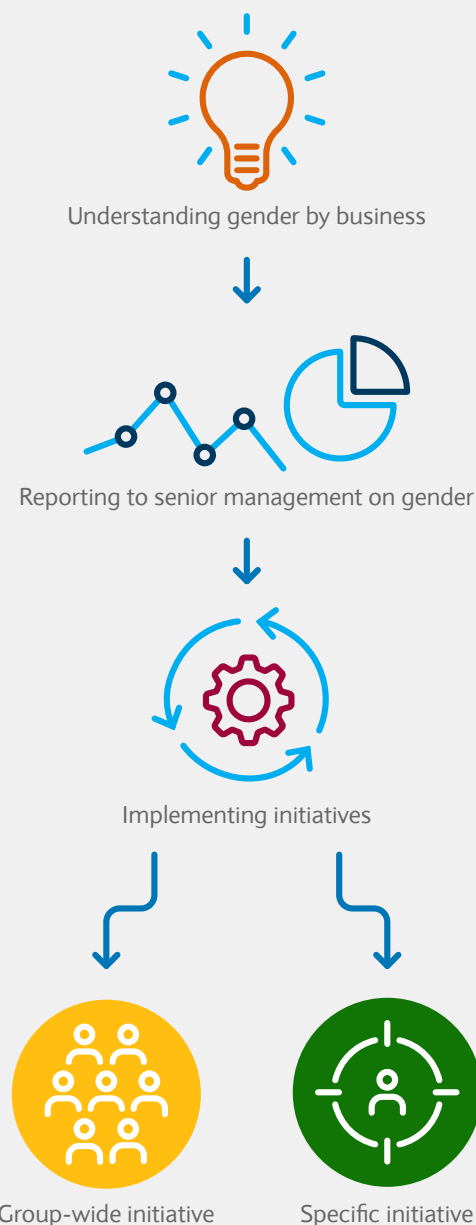 Understanding gender by business
Reporting to senior management on gender
Implementing initiatives
Group-wide initiative
Specific initiative